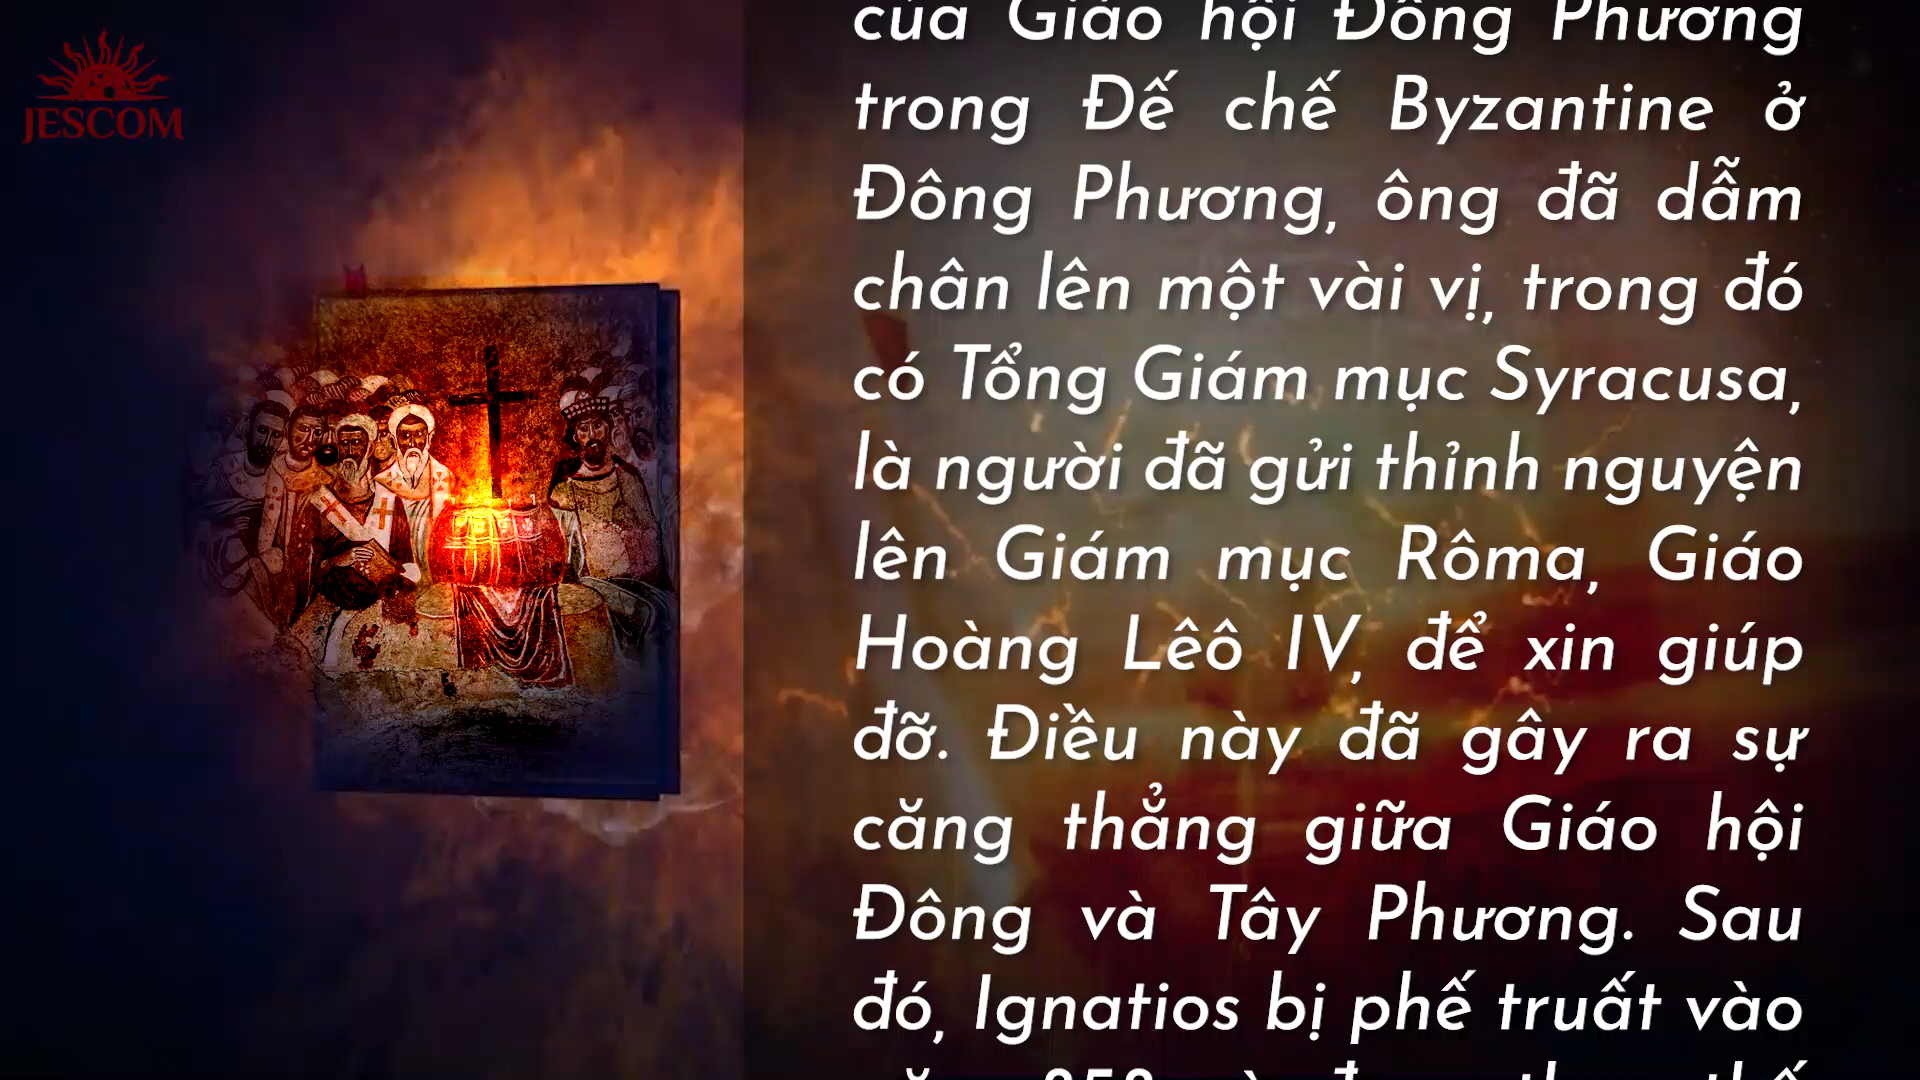 JESCOM
của Giáo hội Đông Phương
trong Đế chế Byzantine ở
Đông Phương, ông đã dẫm
chân lên một vài vị, trong đó
có Tổng Giám mục Syracusa,
là người đã gửi thỉnh nguyện
lên Giám mục Rôma, Giáo
Hoàng Lêô IV, để xin giúp
đỡ. Điều này đã gây ra sự
căng thẳng giữa Giáo hội
Đông và Tây Phương. Sau
đó, Ignatios bị phế truất vào